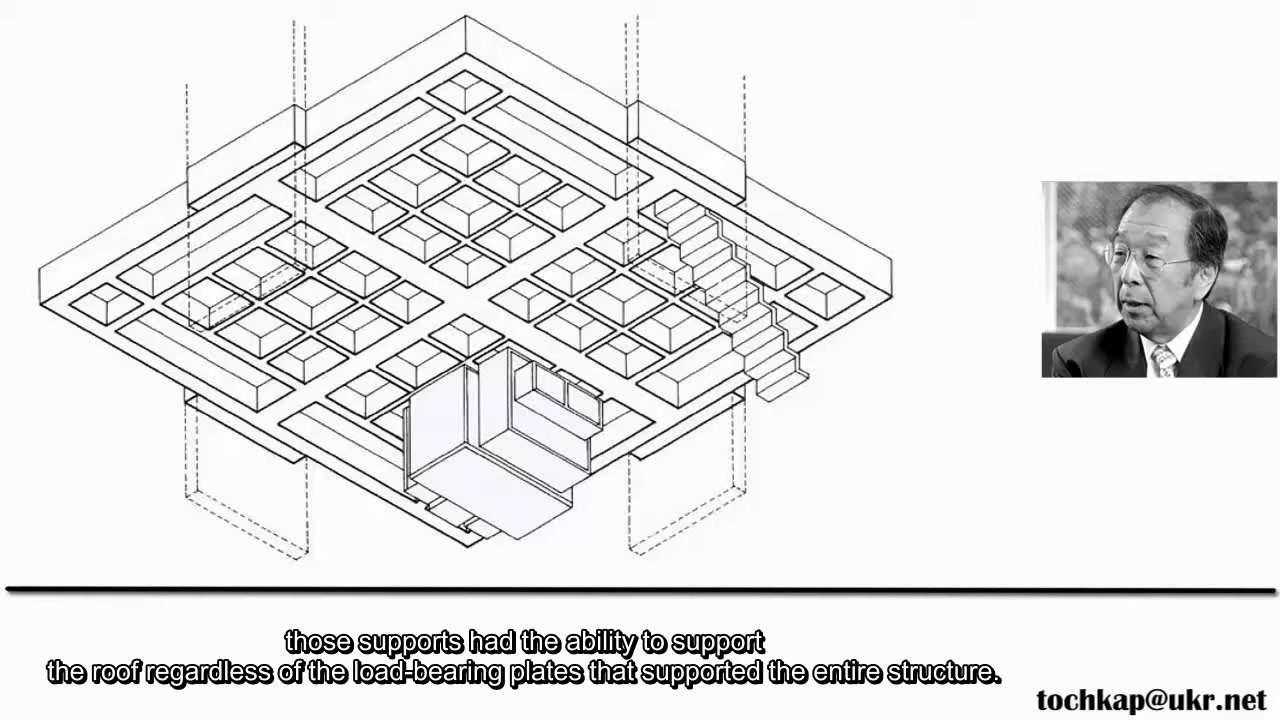 those supports had the ability to support
the roof regardless of the load-bearing plates that supported the entire structure.
tochkap@ukr.net